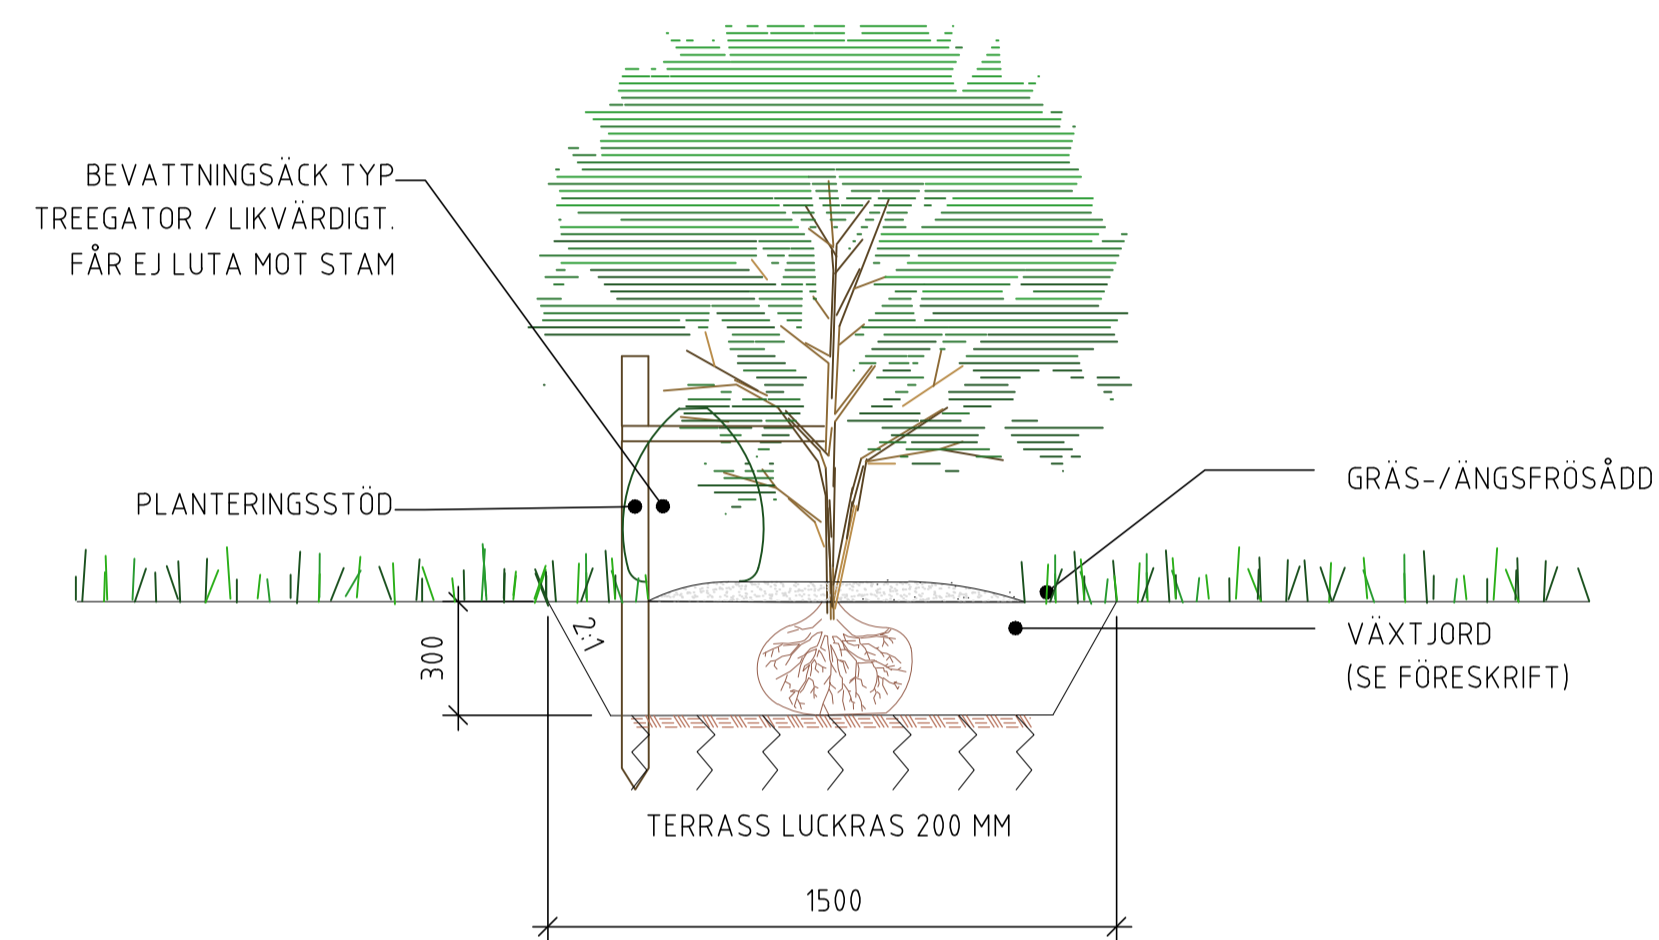 BEVATTNINGSÄCK TYP
TREEGATOR / LIKVÄRDIGT.
FÅR EJ LUTA MOT STAM
PLANTERINGSSTÖD
GRÄS-/ÄNGSFRÖSÅDD
VÄXTJORD
(SE FÖRESKRIFT)
2:1
300
TERRASS LUCKRAS 200 MM
1500